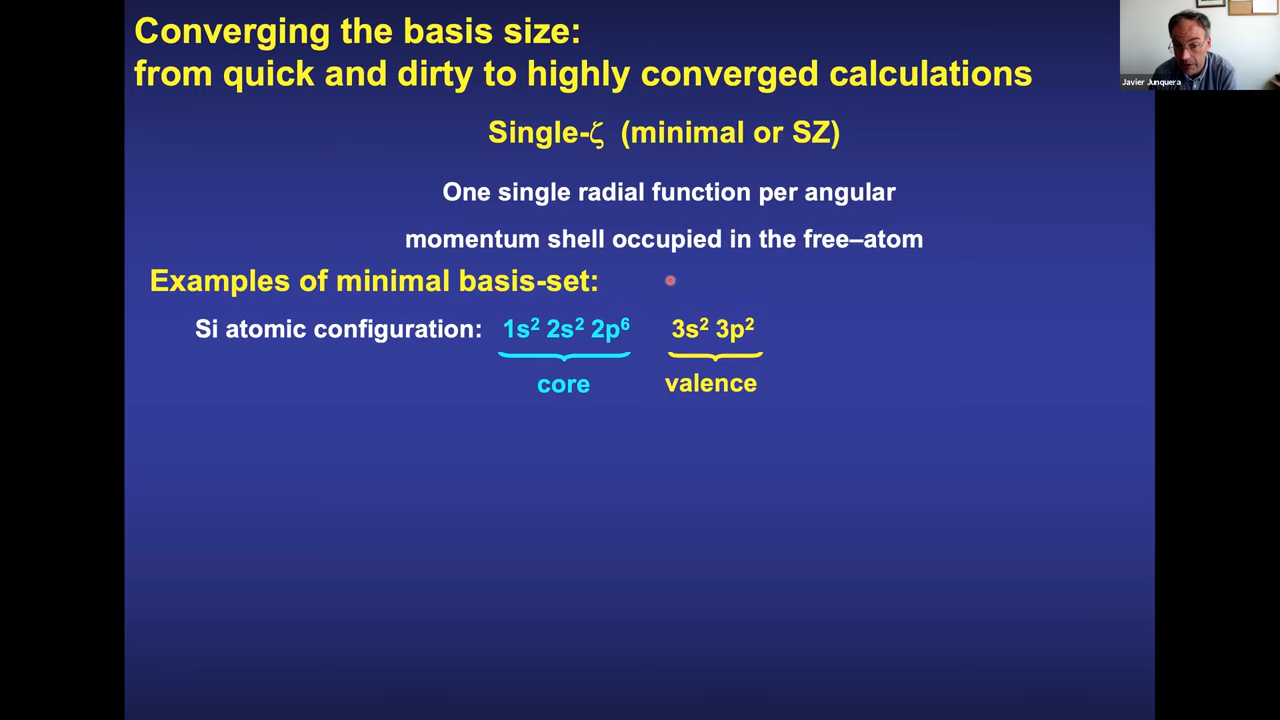 Converging the basis size:
from quick and dirty to highly converged calculations
Javier Junquera
Single-ζ (minimal or SZ)
One single radial function per angular
momentum shell occupied in the free–atom
Examples of minimal basis-set:
Si atomic configuration: 1s² 2s² 2p⁶ 3s² 3p²
core valence